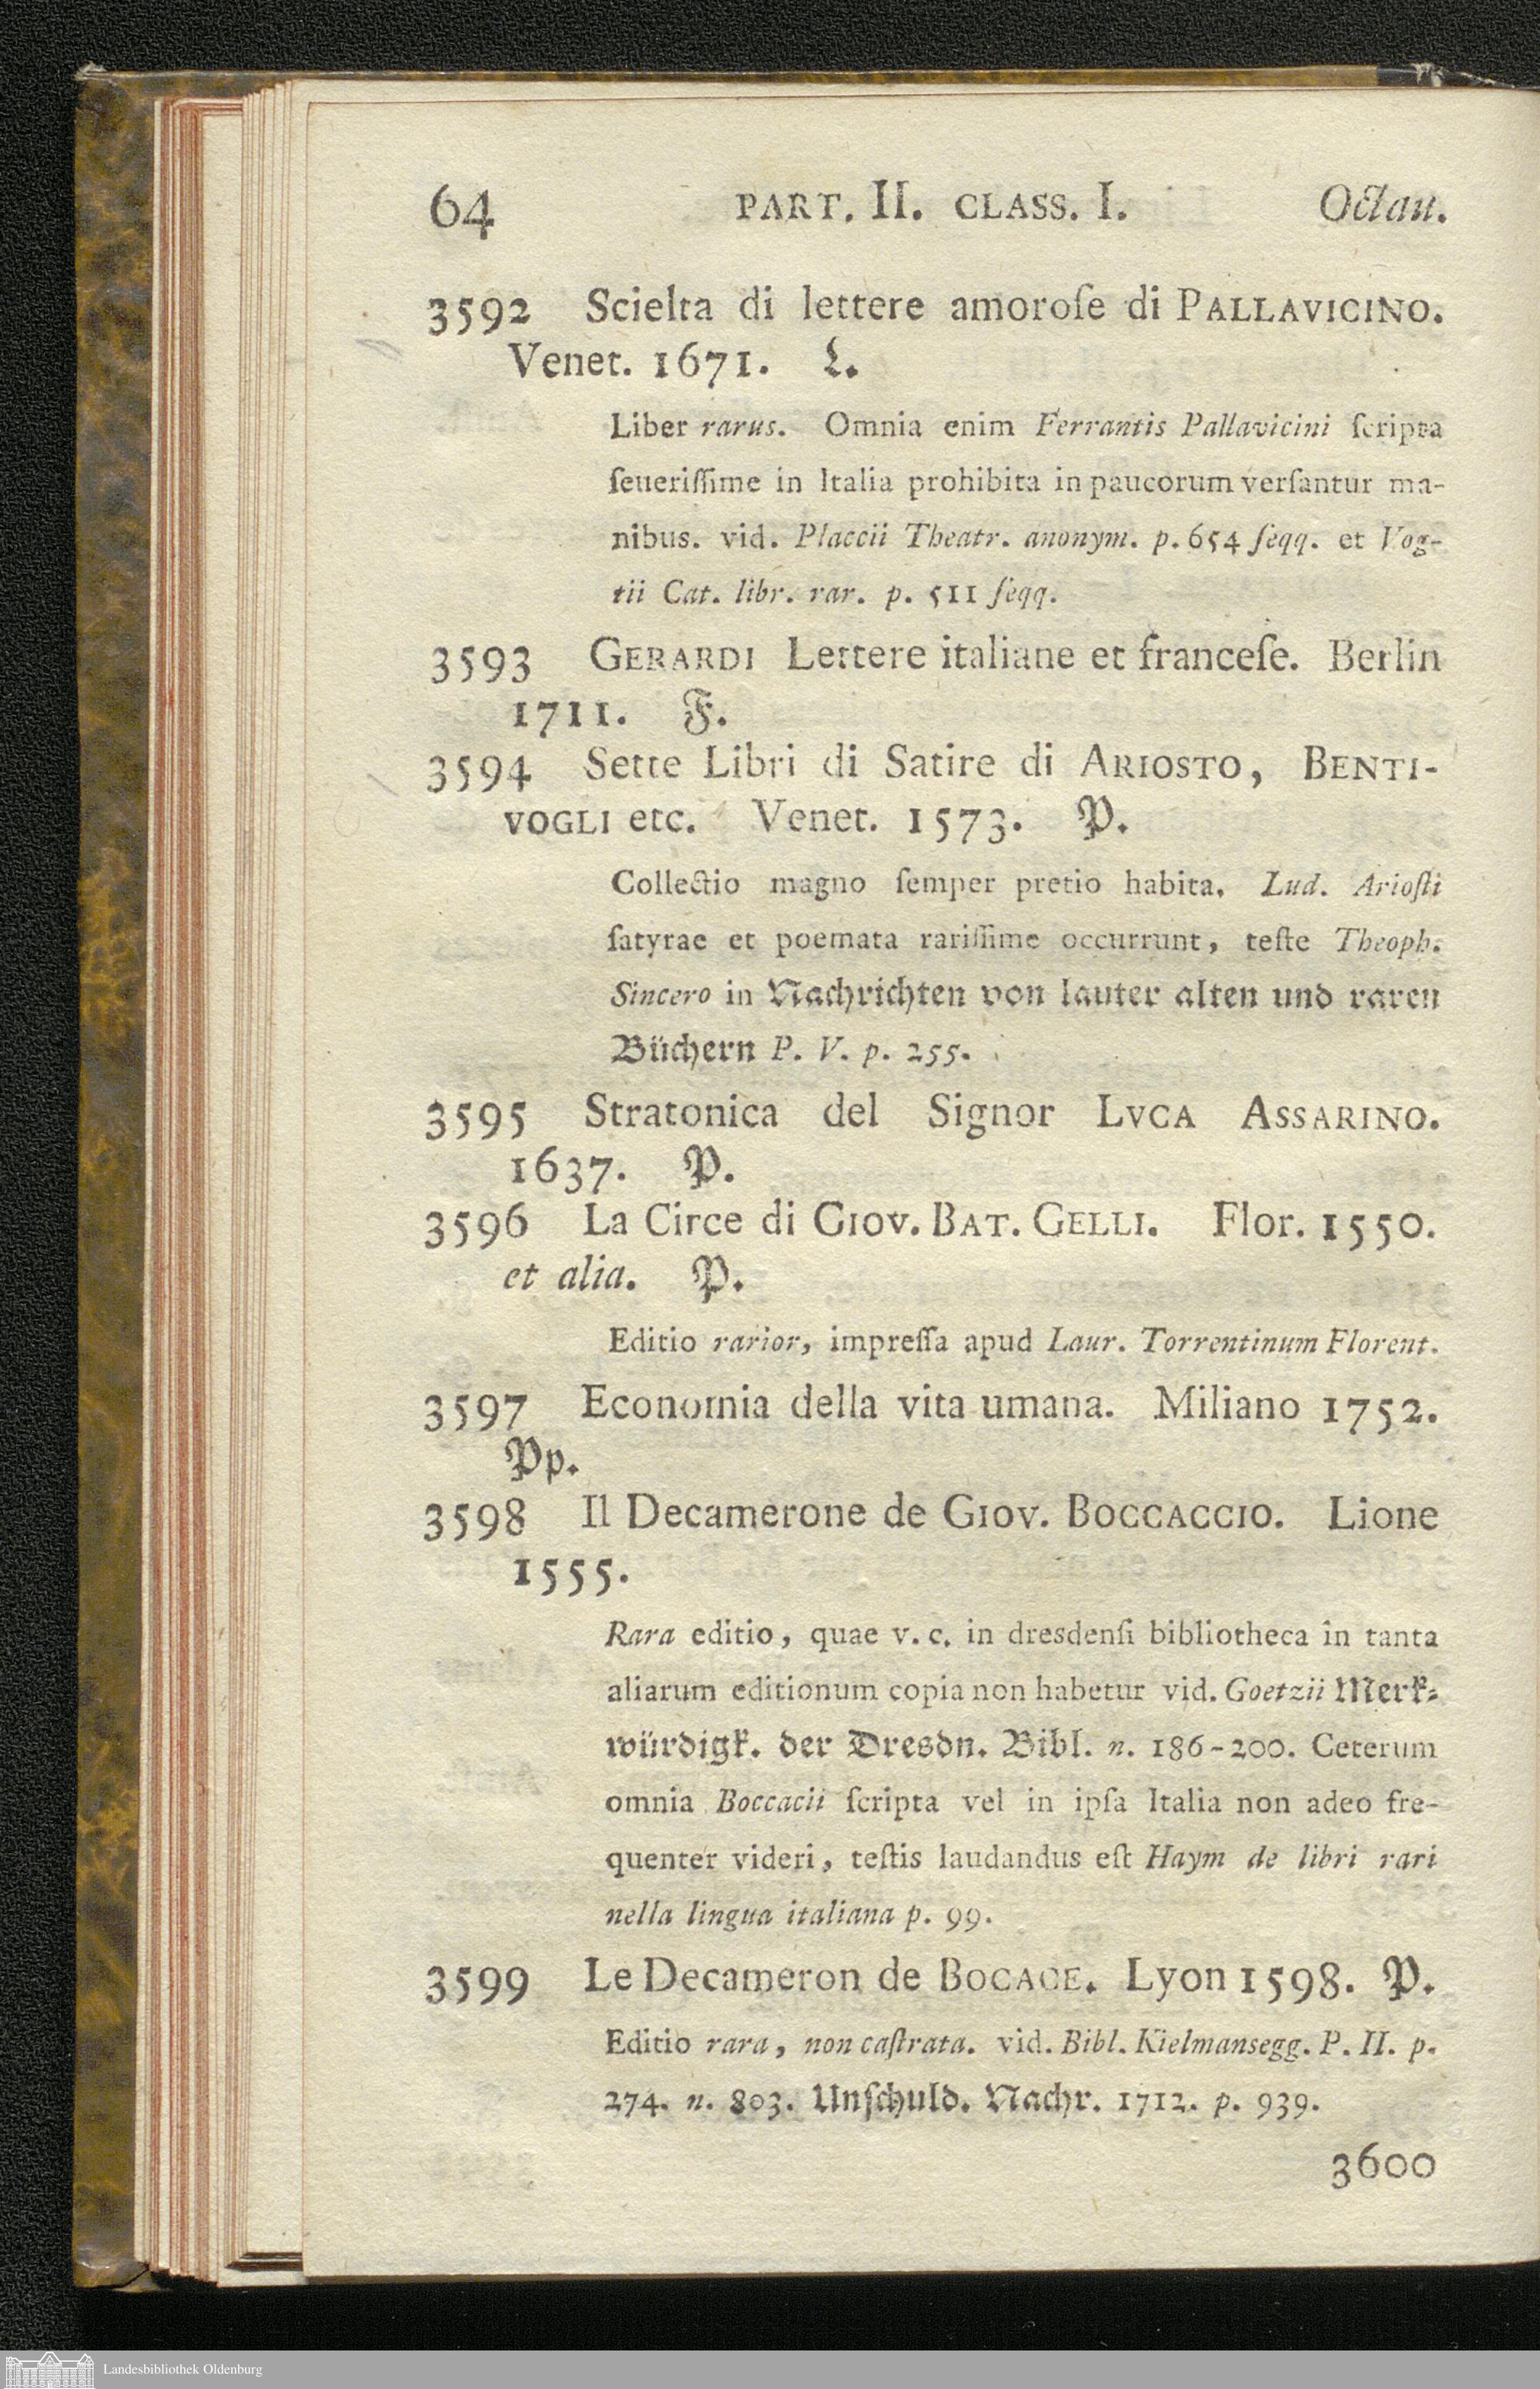 64 PART. II. CLASS. I. Octau.
3592 Scielta di lettere amoroſe di PALLAVICINO.
Venet. 1671. L.
Liber rarus. Omnia enim Ferrantis Pallavicini ſcripta
ſeueriſſime in Italia prohibita in paucorum verſantur ma-
nibus. vid. Placcii Theatr. anonym. p. 654 ſeqq. et Vog-
tii Cat. libr. rar. p. 511 ſeqq.
3593 GERARDI Lettere italiane et franceſe. Berlin
1711. F.
3594 Sette Libri di Satire di ARIOSTO, BENTI-
VOGLI etc. Venet. 1573. P.
Collectio magno ſemper pretio habita. Lud. Arioſti
ſatyrae et poemata rariſſime occurrunt, teſte Theoph.
Sincero in Nachrichten von lauter alten und raren
Büchern P. V. p. 255.
3595 Stratonica del Signor LVCA ASSARINO.
1637. P.
3596 La Circe di GIOV. BAT. GELLI. Flor. 1550.
et alia. P.
Editio rarior, impreſſa apud Laur. Torrentinum Florent.
3597 Economia della vita umana. Miliano 1752.
Pp.
3598 Il Decamerone de GIOV. BOCCACCIO. Lione
1555.
Rara editio, quae v. c. in dresdenſi bibliotheca in tanta
aliarum editionum copia non habetur vid. Goetzii Merk-
würdigk. der Dresdn. Bibl. n. 186-200. Ceterum
omnia Boccacii ſcripta vel in ipſa Italia non adeo fre-
quenter videri, teſtis laudandus eſt Haym de libri rari
nella lingua italiana p. 99.
3599 Le Decameron de BOCACE. Lyon 1598. P.
Editio rara, non caſtrata. vid. Bibl. Kielmansegg. P. II. p.
274. n. 803. Unſchuld. Nachr. 1712. p. 939.
3600
Landesbibliothek Oldenburg